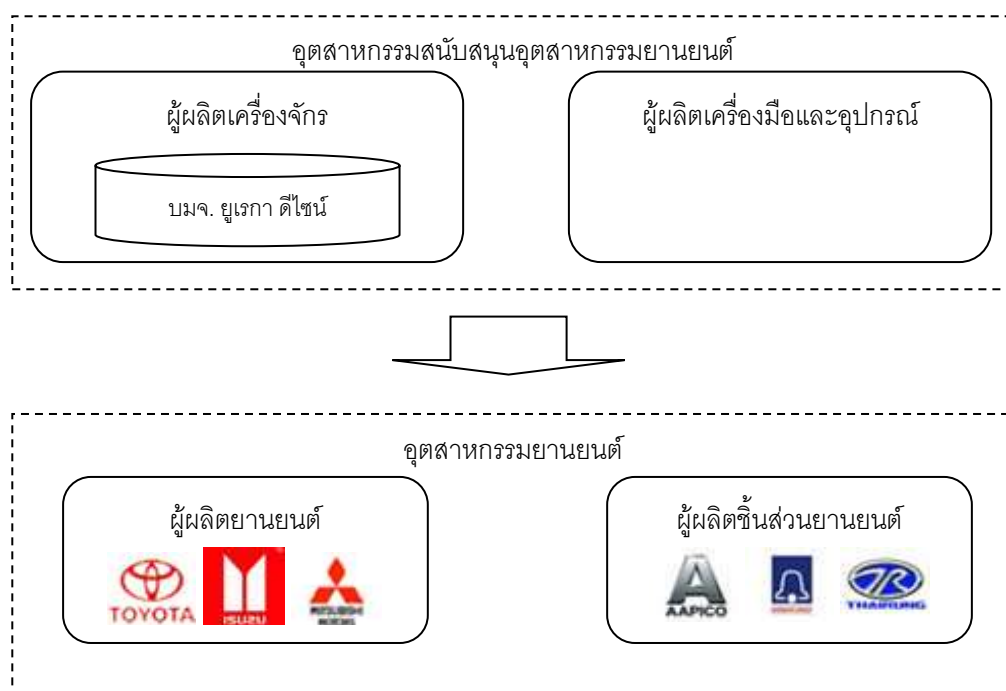 อุตสาหกรรมสนับสนุนอุตสาหกรรมยานยนต์
ผู้ผลิตเครื่องจักร
ผู้ผลิตเครื่องมือและอุปกรณ์
บมจ. ยูเรกา ดีไซน์
อุตสาหกรรมยานยนต์
ผู้ผลิตยานยนต์
ผู้ผลิตชิ้นส่วนยานยนต์
TOYOTA
ISUZU
MITSUBISHI
MOTORS
AAPICO
THAIRUNG